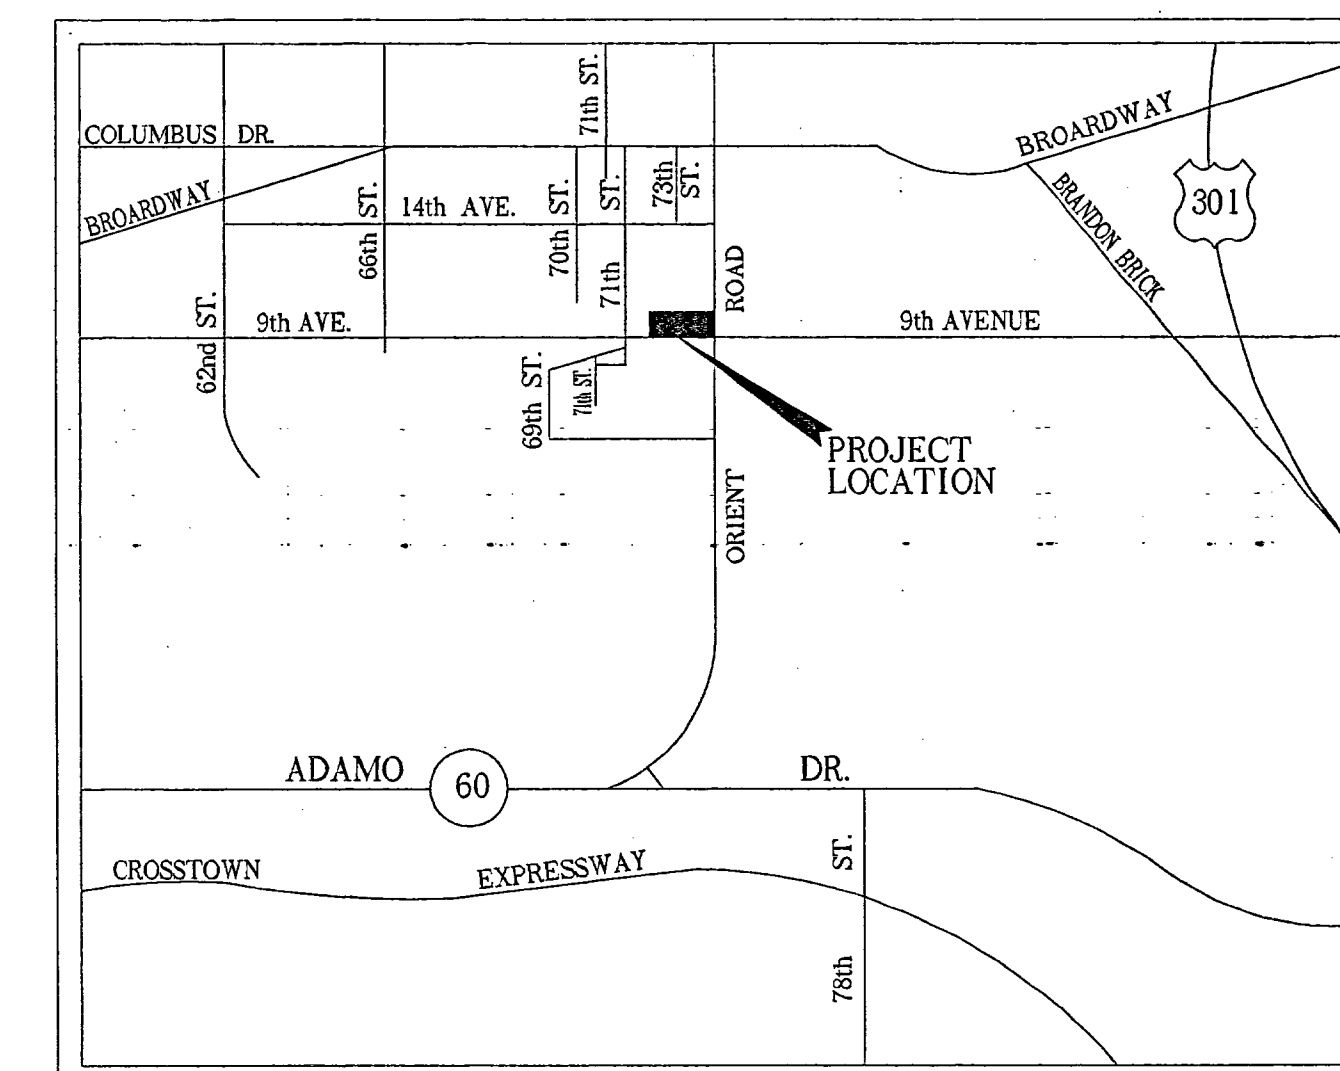 71th ST.
COLUMBUS DR.
BROARDWAY
BROARDWAY
BRANDON BRICK
301
66th ST.
14th AVE.
70th ST.
71th ST.
73th
ST.
ROAD
62nd ST.
9th AVE.
9th AVENUE
69th ST.
71th ST.
PROJECT
LOCATION
ORIENT
ADAMO
60
DR.
CROSSTOWN EXPRESSWAY
78th ST.